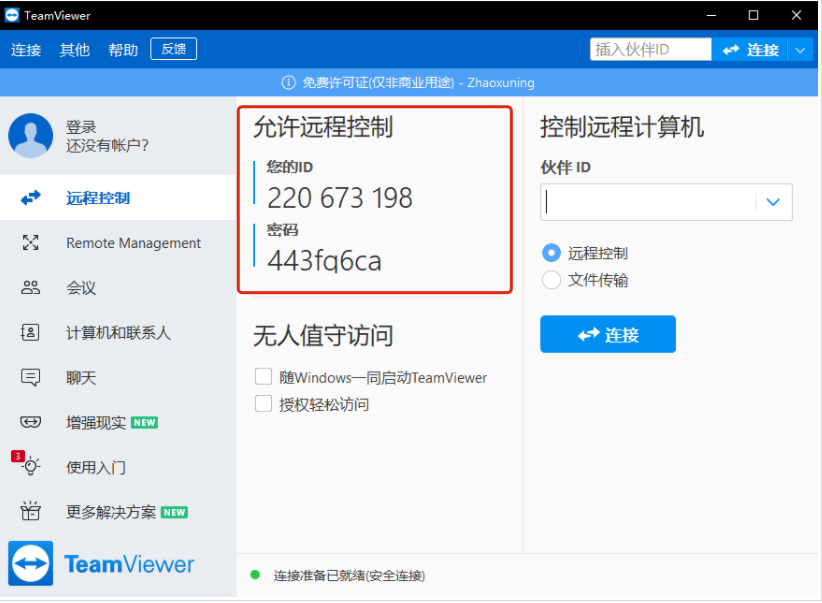 TeamViewer
连接 其他 帮助 反馈
插入伙伴ID 连接
免费许可证(仅非商业用途) - Zhaoxuning
登录
还没有帐户?
远程控制
Remote Management
会议
计算机和联系人
聊天
增强现实 NEW
3
使用入门
更多解决方案 NEW
TeamViewer
允许远程控制
您的ID
220 673 198
密码
443fq6ca
无人值守访问
随Windows一同启动TeamViewer
授权轻松访问
控制远程计算机
伙伴 ID
远程控制
文件传输
连接
连接准备已就绪(安全连接)